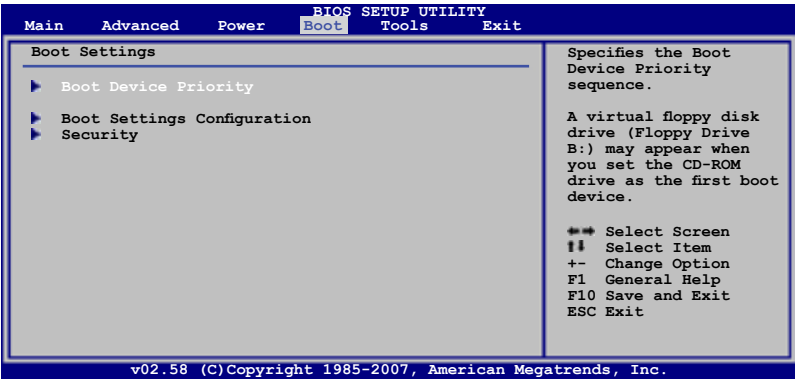 BIOS SETUP UTILITY
Main Advanced Power Boot Tools Exit
Boot Settings
Boot Device Priority
Boot Settings Configuration
Security
Specifies the Boot
Device Priority
sequence.
A virtual floppy disk
drive (Floppy Drive
B:) may appear when
you set the CD-ROM
drive as the first boot
device.
Select Screen
Select Item
+- Change Option
F1 General Help
F10 Save and Exit
ESC Exit
v02.58 (C)Copyright 1985-2007, American Megatrends, Inc.